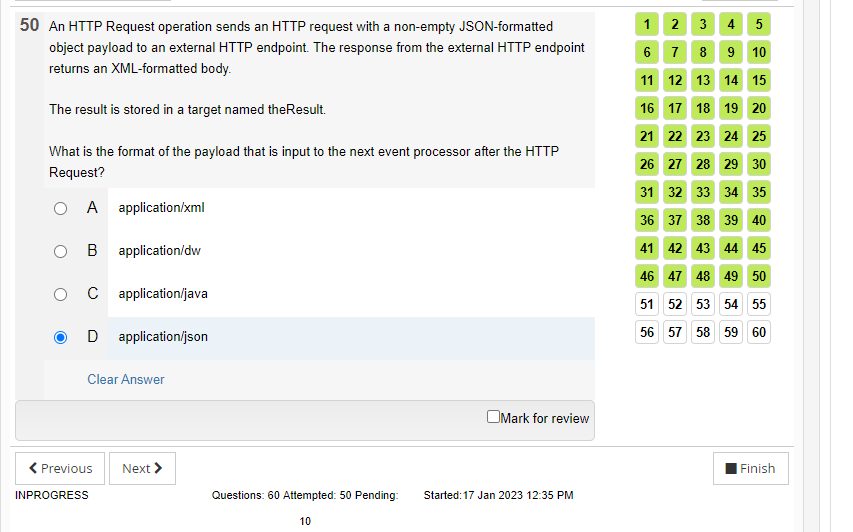 50 An HTTP Request operation sends an HTTP request with a non-empty JSON-formatted
object payload to an external HTTP endpoint. The response from the external HTTP endpoint
returns an XML-formatted body.
The result is stored in a target named theResult.
What is the format of the payload that is input to the next event processor after the HTTP
Request?
A application/xml
B application/dw
C application/java
D application/json
Clear Answer
Mark for review
1 2 3 4 5
6 7 8 9 10
11 12 13 14 15
16 17 18 19 20
21 22 23 24 25
26 27 28 29 30
31 32 33 34 35
36 37 38 39 40
41 42 43 44 45
46 47 48 49 50
51 52 53 54 55
56 57 58 59 60
Previous Next Finish
INPROGRESS Questions: 60 Attempted: 50 Pending: Started:17 Jan 2023 12:35 PM
10